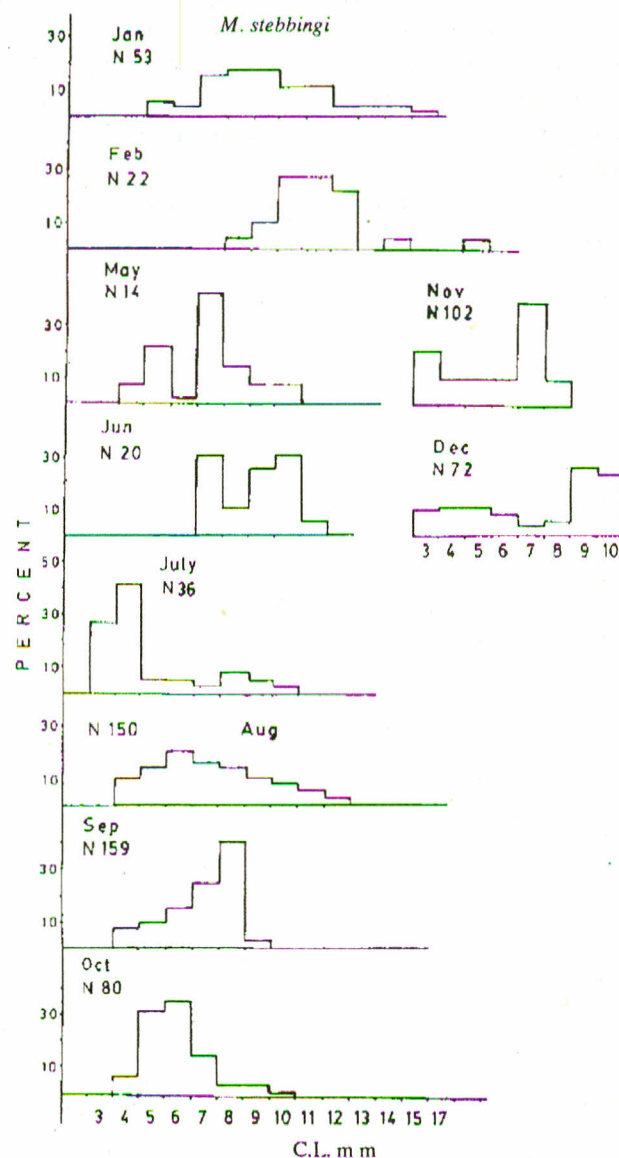 M. stebbingi
Jan
N 53
30
10
Feb
N 22
30
10
May
N 14
30
10
Nov
N 102
Jun
N 20
30
10
Dec
N 72
3 4 5 6 7 8 9 10
PERCENT
July
N 36
50
30
10
N 150 Aug
30
10
Sep
N 159
30
10
Oct
N 80
30
10
3 4 5 6 7 8 9 10 11 12 13 14 15 17
C.L. m m